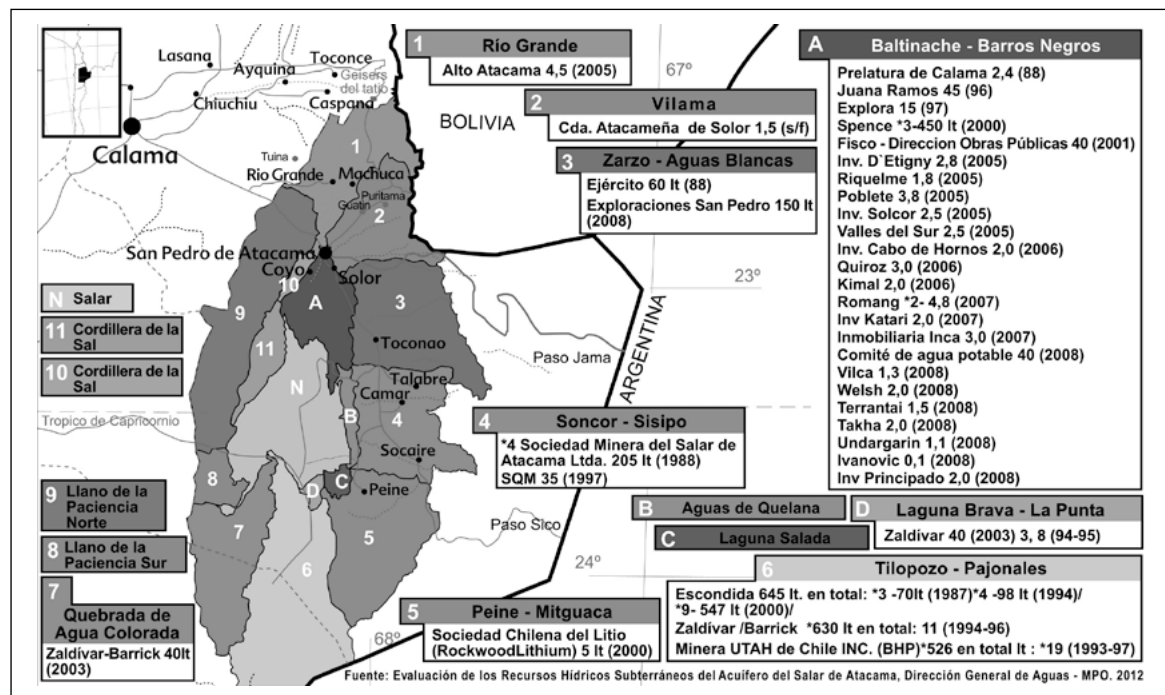 Lasana
Toconce
Ayquina
Geisers
del tatio
Chiuchiu
Caspana
Calama
Tuina
Rio Grande
Machuca
Puritama
Guatin
San Pedro de Atacama
Coyo
Solor
Toconao
Talabre
Camar
Socaire
Peine
Tropico de Capricornio
BOLIVIA
ARGENTINA
Paso Jama
Paso Sico
67º
23º
24º
68º
1
2
3
4
5
6
7
8
9
10
11
A
B
C
D
N
N Salar
11 Cordillera de la
Sal
10 Cordillera de la
Sal
9 Llano de la
Paciencia
Norte
8 Llano de la
Paciencia Sur
7
Quebrada de
Agua Colorada
Zaldívar-Barrick 40lt
(2003)
1 Río Grande
Alto Atacama 4,5 (2005)
2 Vilama
Cda. Atacameña de Solor 1,5 (s/f)
3 Zarzo - Aguas Blancas
Ejército 60 lt (88)
Exploraciones San Pedro 150 lt
(2008)
4 Soncor - Sisipo
*4 Sociedad Minera del Salar de
Atacama Ltda. 205 lt (1988)
SQM 35 (1997)
5 Peine - Mitguaca
Sociedad Chilena del Litio
(RockwoodLithium) 5 lt (2000)
A Baltinache - Barros Negros
Prelatura de Calama 2,4 (88)
Juana Ramos 45 (96)
Explora 15 (97)
Spence *3-450 lt (2000)
Fisco - Direccion Obras Públicas 40 (2001)
Inv. D`Etigny 2,8 (2005)
Riquelme 1,8 (2005)
Poblete 3,8 (2005)
Inv. Solcor 2,5 (2005)
Valles del Sur 2,5 (2005)
Inv. Cabo de Hornos 2,0 (2006)
Quiroz 3,0 (2006)
Kimal 2,0 (2006)
Romang *2- 4,8 (2007)
Inv Katari 2,0 (2007)
Inmobiliaria Inca 3,0 (2007)
Comité de agua potable 40 (2008)
Vilca 1,3 (2008)
Welsh 2,0 (2008)
Terrantai 1,5 (2008)
Takha 2,0 (2008)
Undargarin 1,1 (2008)
Ivanovic 0,1 (2008)
Inv Principado 2,0 (2008)
B Aguas de Quelana
C Laguna Salada
D Laguna Brava - La Punta
Zaldívar 40 (2003) 3, 8 (94-95)
6 Tilopozo - Pajonales
Escondida 645 lt. en total: *3 -70lt (1987)*4 -98 lt (1994)/
*9- 547 lt (2000)/
Zaldívar /Barrick *630 lt en total: 11 (1994-96)
Minera UTAH de Chile INC. (BHP)*526 en total lt : *19 (1993-97)
Fuente: Evaluación de los Recursos Hídricos Subterráneos del Acuífero del Salar de Atacama, Dirección General de Aguas - MPO. 2012